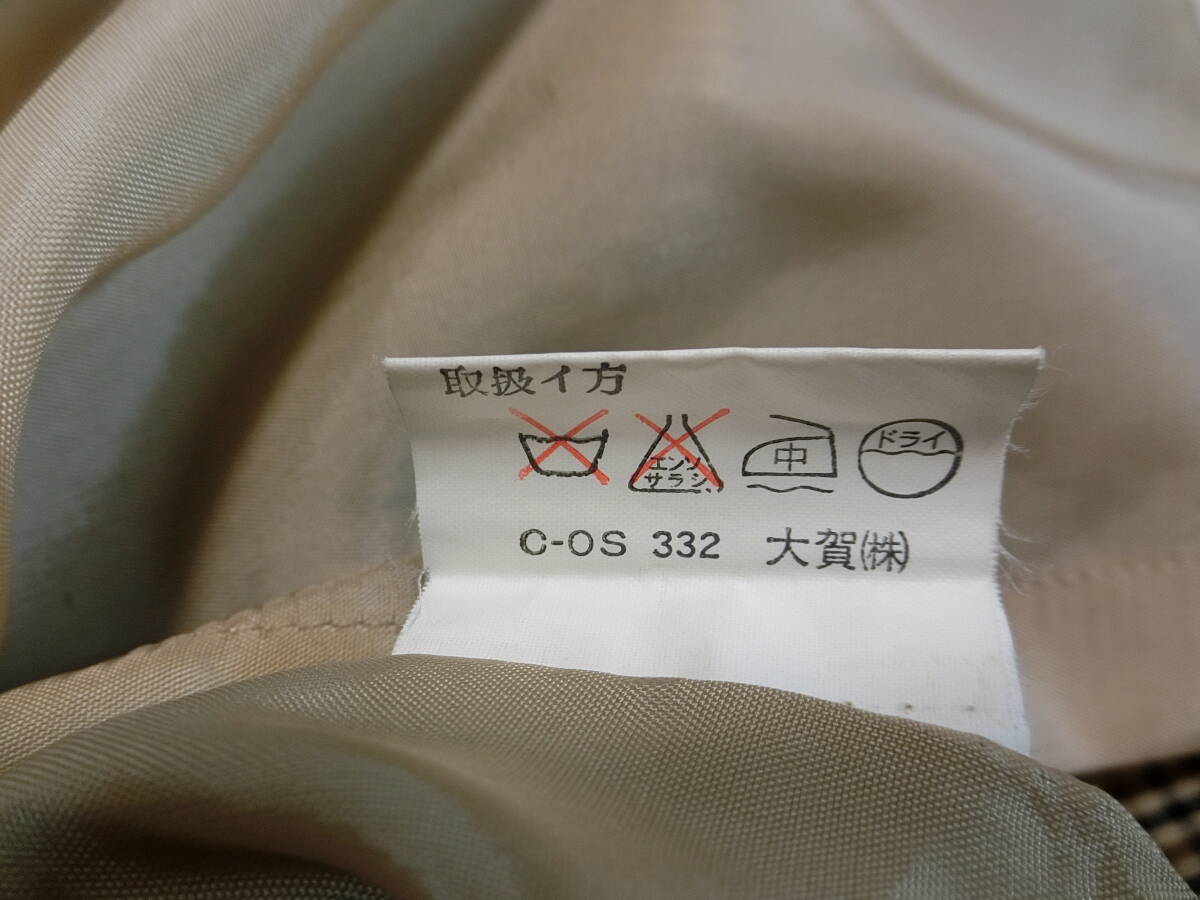 取扱イ方
エンソ
サラシ
中
ドライ
C-OS 332 大賀(株)